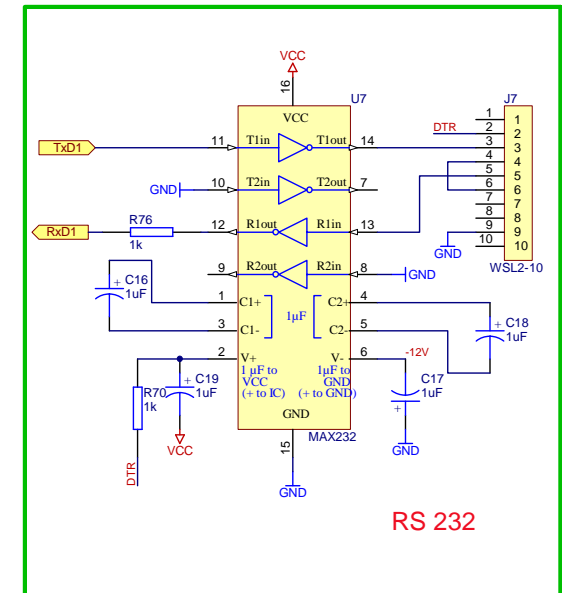 VCC
16
U7
J7
VCC
TxD1
11
T1in
T1out
14
DTR
1
2
3
4
5
6
7
8
9
10
1
2
3
4
5
6
7
8
9
10
GND
WSL2-10
GND
10
T2in
T2out
7
RxD1
R76
1k
12
R1out
R1in
13
9
R2out
R2in
8
GND
C16
1uF
1
C1+
C2+
4
1µF
3
C1-
C2-
5
C18
1uF
2
V+
V-
6
-12V
1 µF to
VCC
(+ to IC)
1µF to
GND
(+ to GND)
R70
1k
C19
1uF
C17
1uF
GND
MAX232
DTR
VCC
15
GND
GND
RS 232